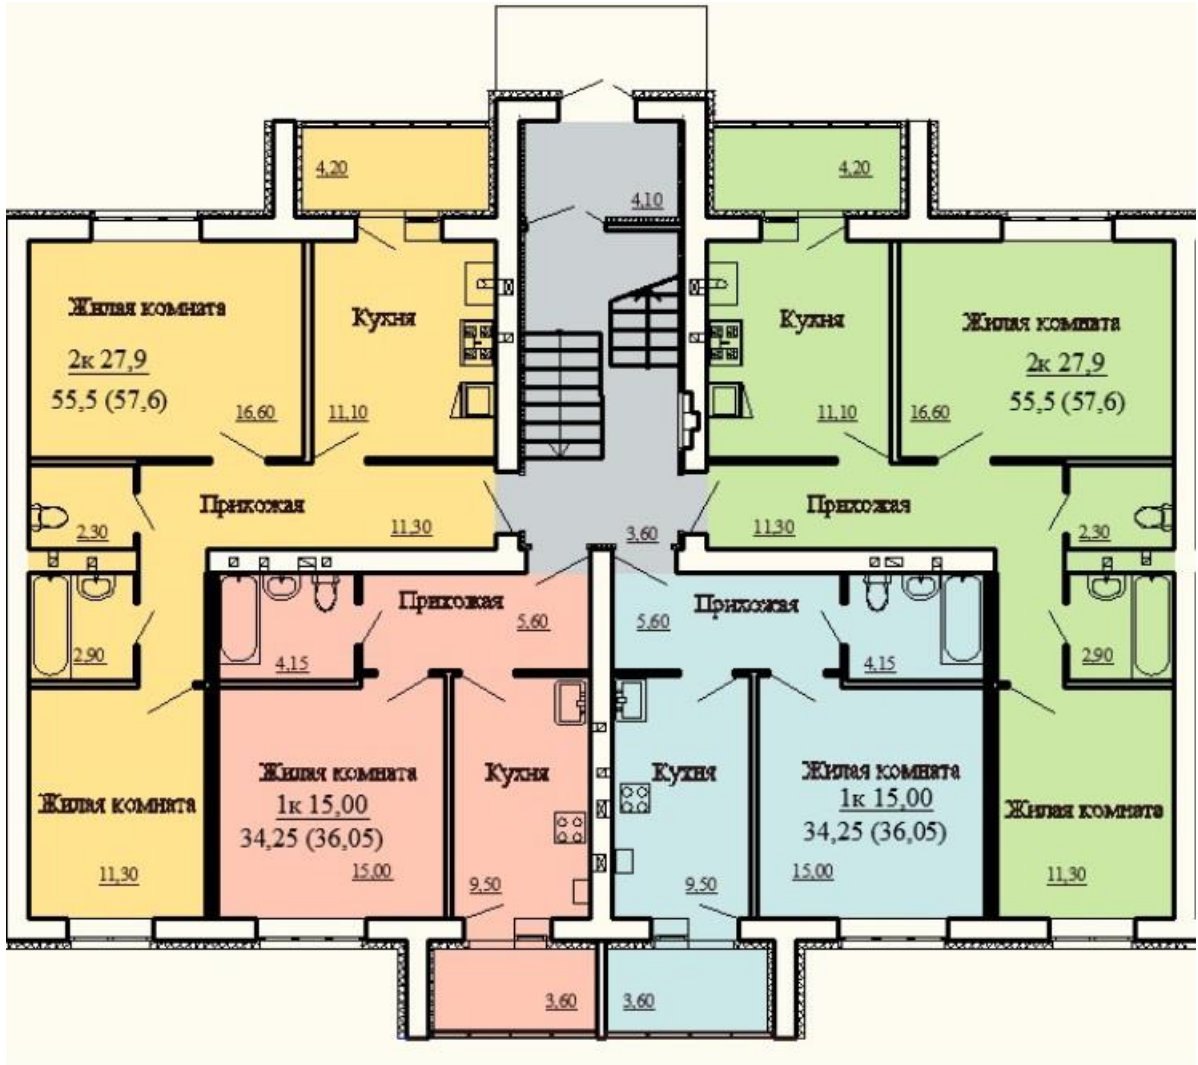 4,20
4,10
4,20
Жилая комната
2к 27,9
55,5 (57,6)
16,60
Кухня
11,10
Кухня
11,10
Жилая комната
2к 27,9
55,5 (57,6)
16,60
2,30
Прихожая
11,30
3,60
Прихожая
11,30
2,30
2,90
4,15
Прихожая
5,60
Прихожая
5,60
4,15
2,90
Жилая комната
11,30
Жилая комната
1к 15,00
34,25 (36,05)
15,00
Кухня
9,50
Кухня
9,50
Жилая комната
1к 15,00
34,25 (36,05)
15,00
Жилая комната
11,30
3,60
3,60